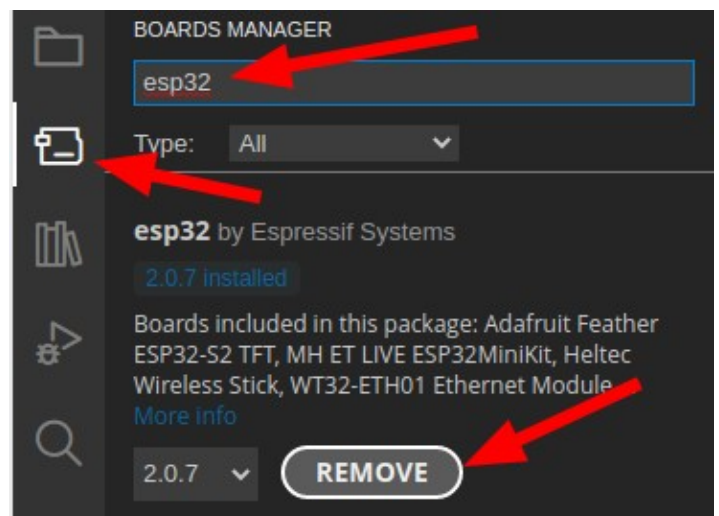 BOARDS MANAGER
esp32
Type: All
esp32 by Espressif Systems
2.0.7 installed
Boards included in this package: Adafruit Feather
ESP32-S2 TFT, MH ET LIVE ESP32MiniKit, Heltec
Wireless Stick, WT32-ETH01 Ethernet Module
More info
2.0.7 REMOVE